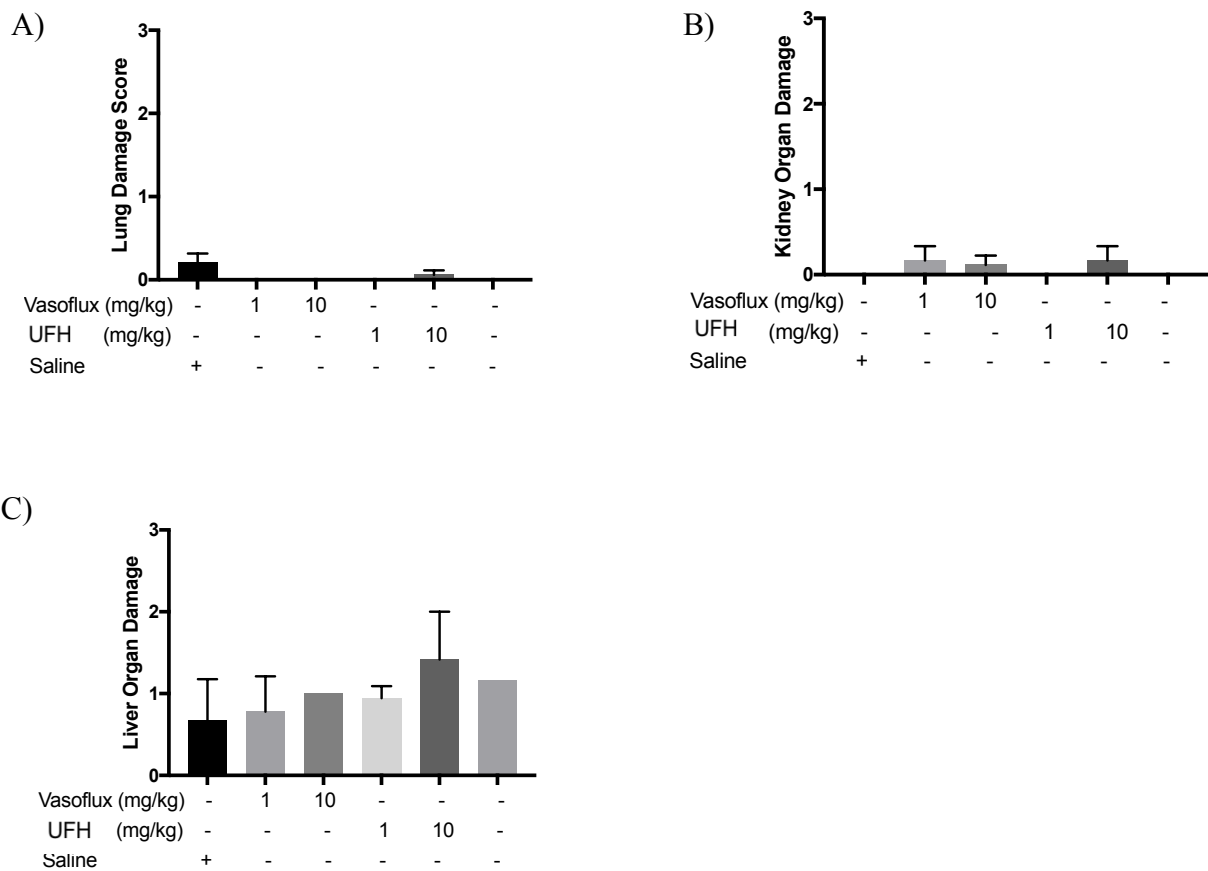 A)
3
2
1
0
Lung Damage Score
Vasoflux (mg/kg) - 1 10 - - -
UFH (mg/kg) - - - 1 10 -
Saline + - - - - -
B)
3
2
1
0
Kidney Organ Damage
Vasoflux (mg/kg) - 1 10 - - -
UFH (mg/kg) - - - 1 10 -
Saline + - - - - -
C)
3
2
1
0
Liver Organ Damage
Vasoflux (mg/kg) - 1 10 - - -
UFH (mg/kg) - - - 1 10 -
Saline + - - - - -